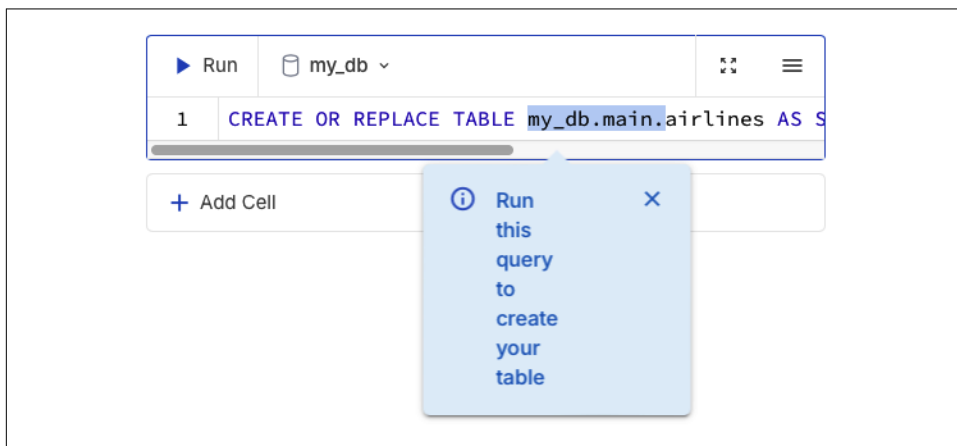 Run my_db
1 CREATE OR REPLACE TABLE my_db.main.airlines AS S
+ Add Cell
Run
this
query
to
create
your
table